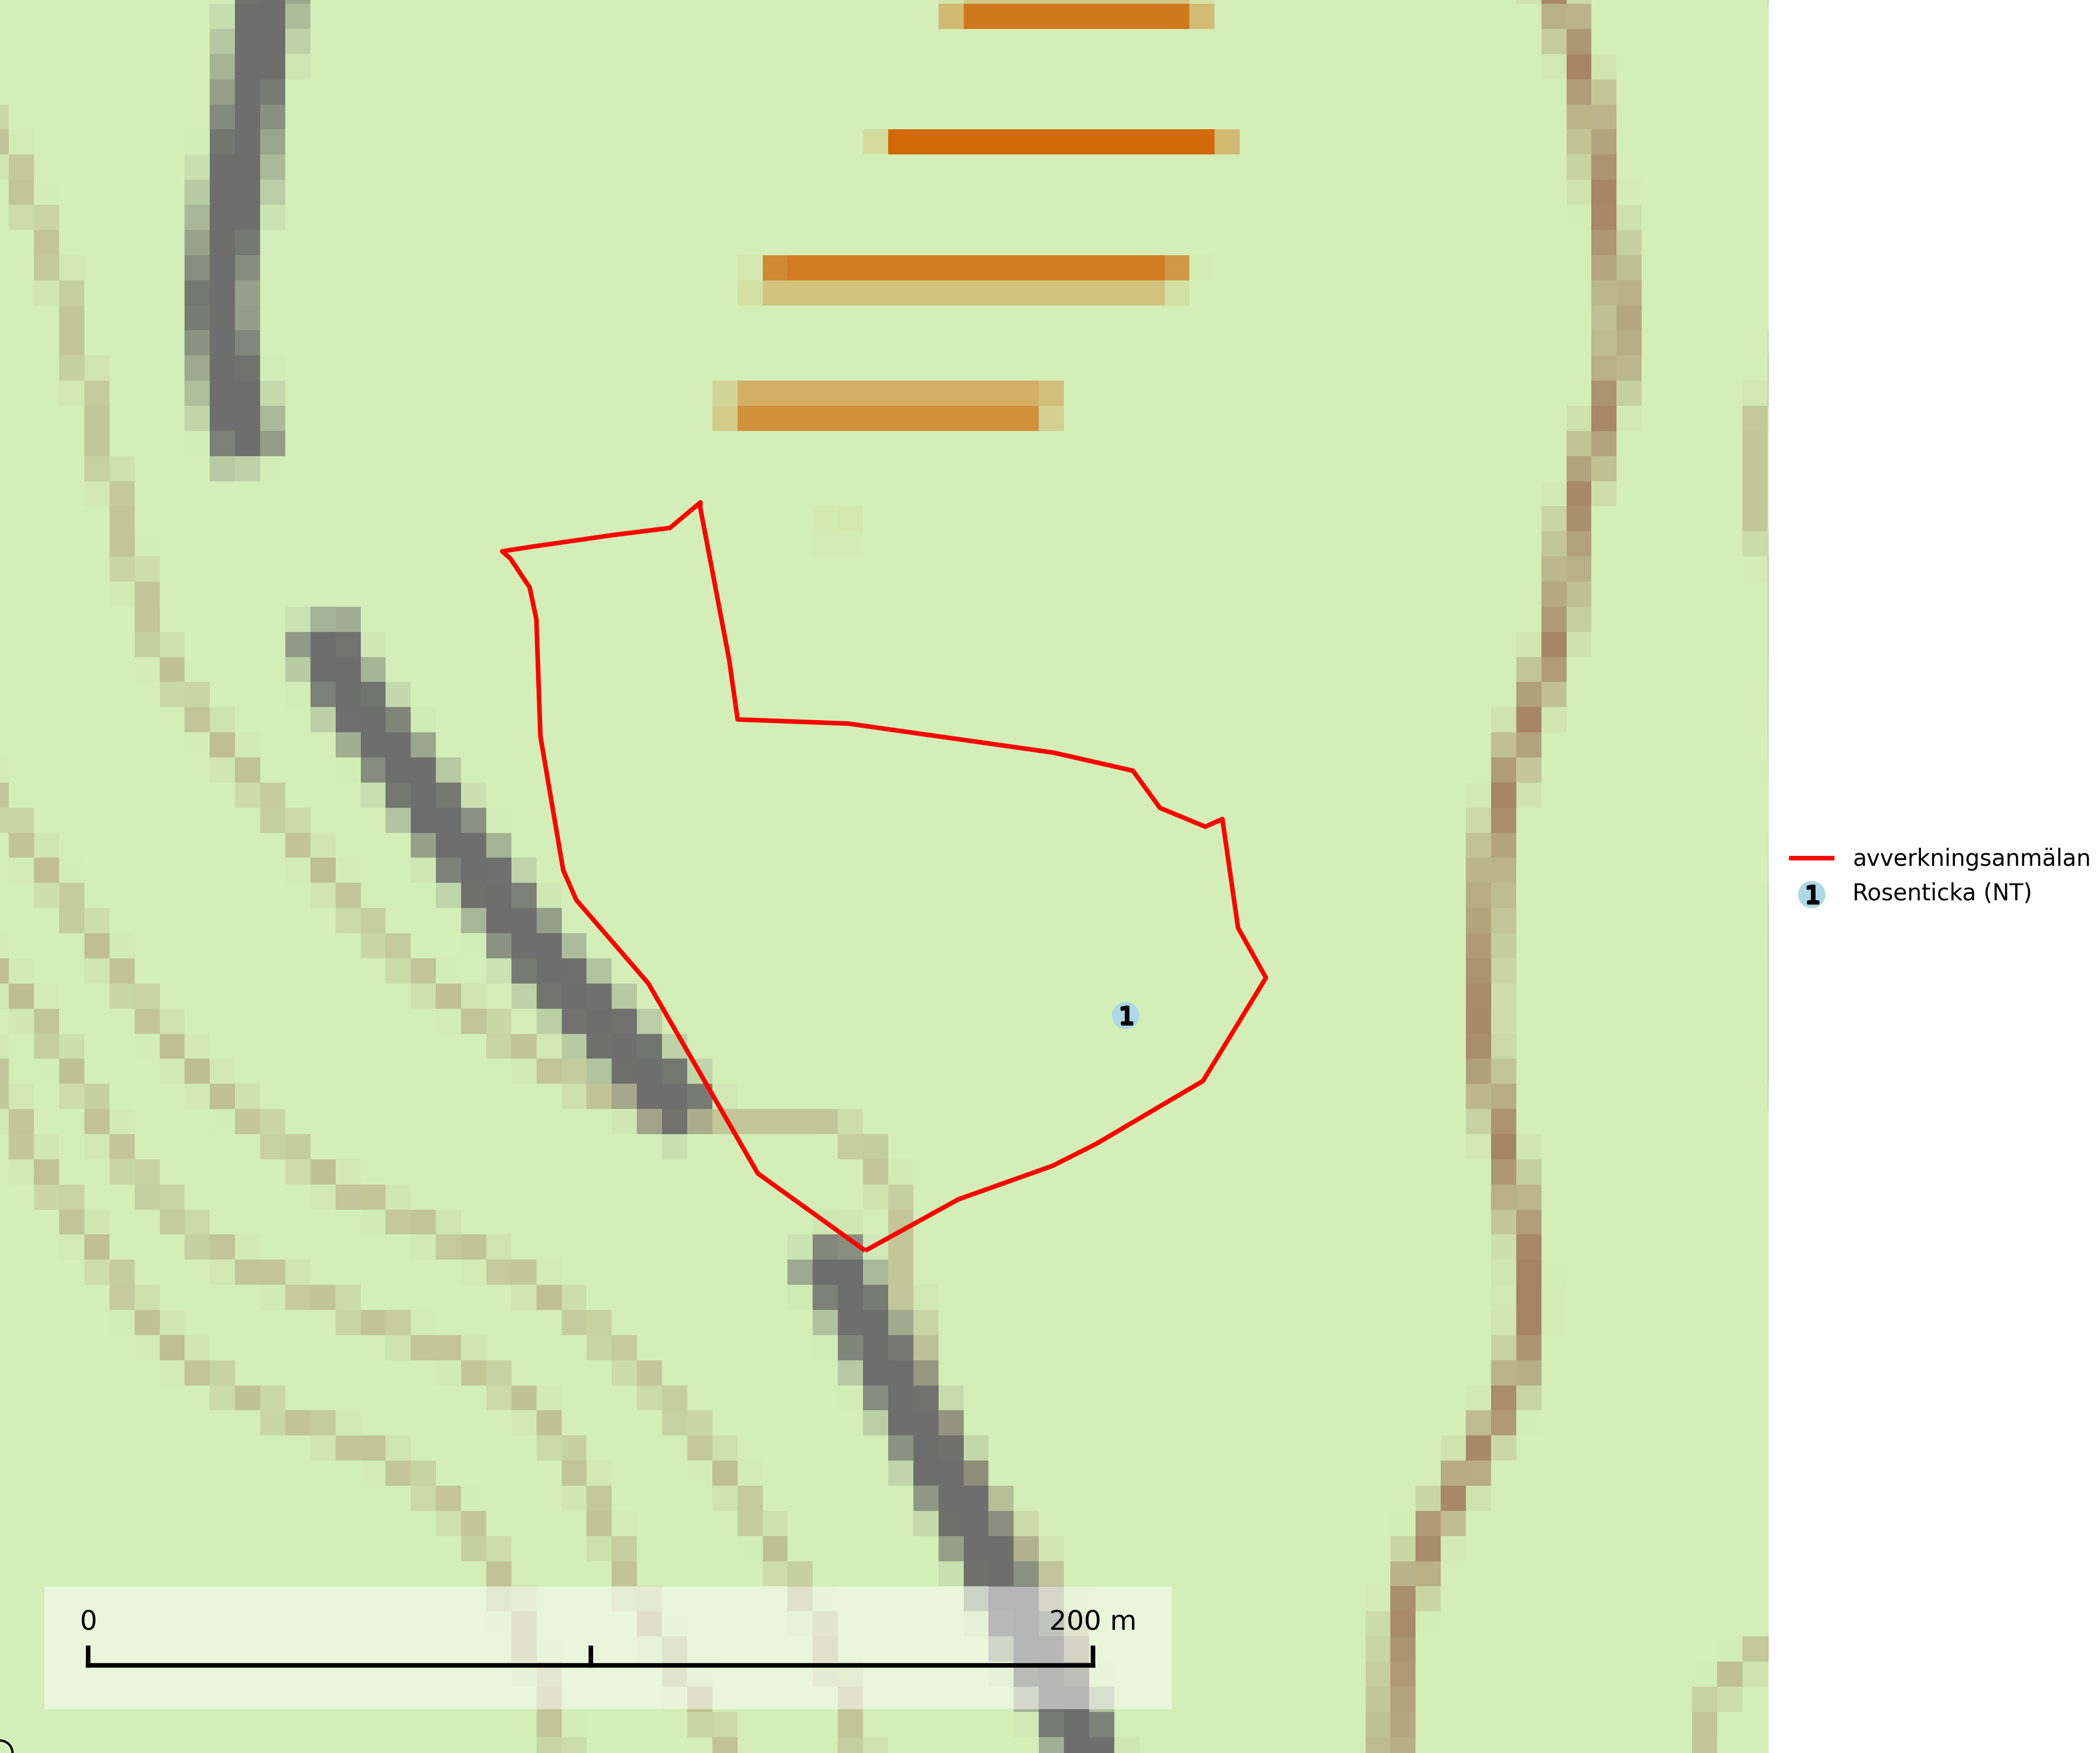 avverkningsanmälan
1 Rosenticka (NT)
1
0 200 m